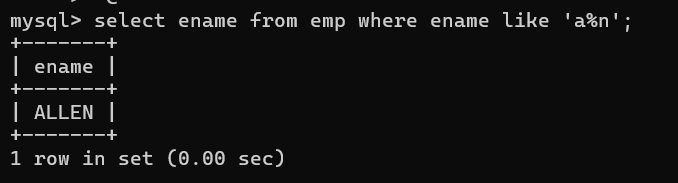 mysql> select ename from emp where ename like 'a%n';
+-------+
| ename |
+-------+
| ALLEN |
+-------+
1 row in set (0.00 sec)